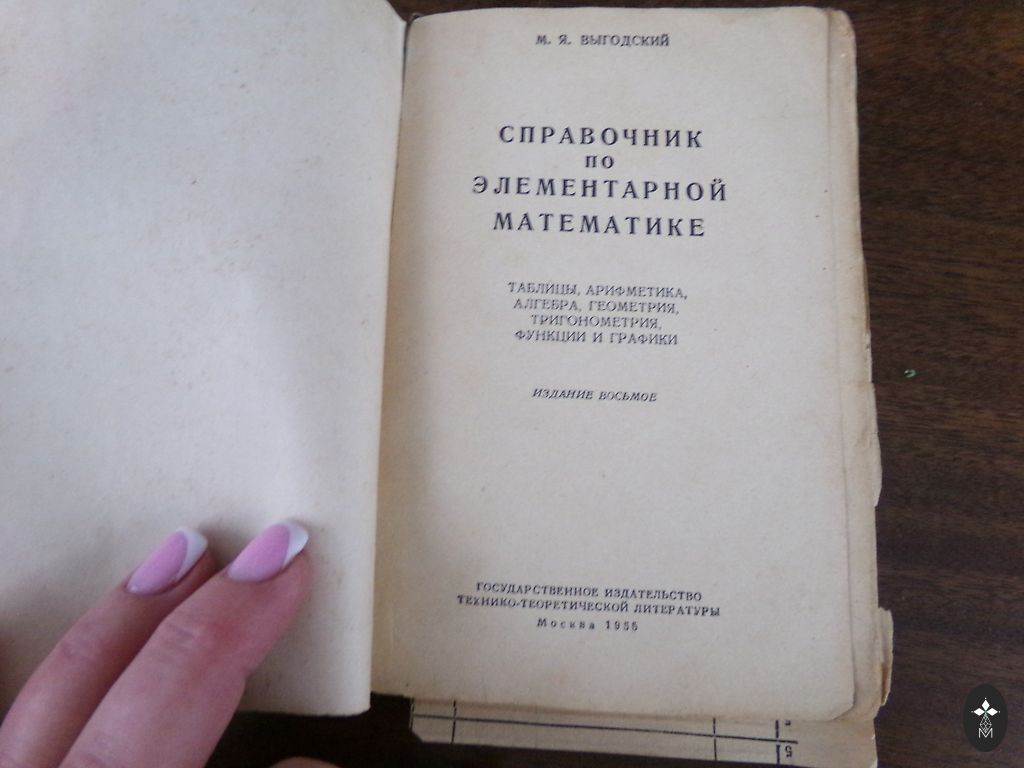 М. Я. ВЫГОДСКИЙ
СПРАВОЧНИК
ПО
ЭЛЕМЕНТАРНОЙ
МАТЕМАТИКЕ
ТАБЛИЦЫ, АРИФМЕТИКА,
АЛГЕБРА, ГЕОМЕТРИЯ,
ТРИГОНОМЕТРИЯ,
ФУНКЦИИ И ГРАФИКИ
ИЗДАНИЕ ВОСЬМОЕ
ГОСУДАРСТВЕННОЕ ИЗДАТЕЛЬСТВО
ТЕХНИКО-ТЕОРЕТИЧЕСКОЙ ЛИТЕРАТУРЫ
Москва